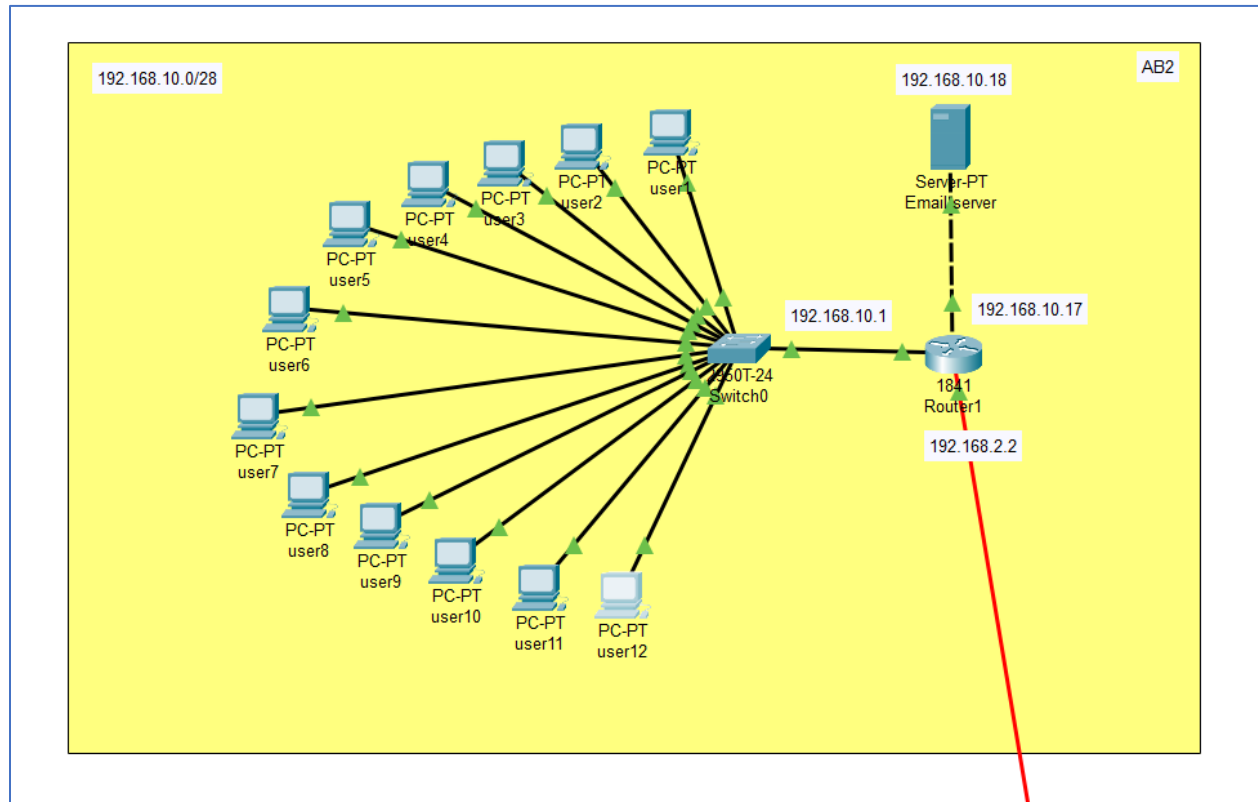 192.168.10.0/28
AB2
192.168.10.18
Server-PT
Email server
PC-PT
user1
PC-PT
user2
PC-PT
user3
PC-PT
user4
PC-PT
user5
PC-PT
user6
PC-PT
user7
PC-PT
user8
PC-PT
user9
PC-PT
user10
PC-PT
user11
PC-PT
user12
Switch0
192.168.10.1
192.168.10.17
1841
Router1
192.168.2.2